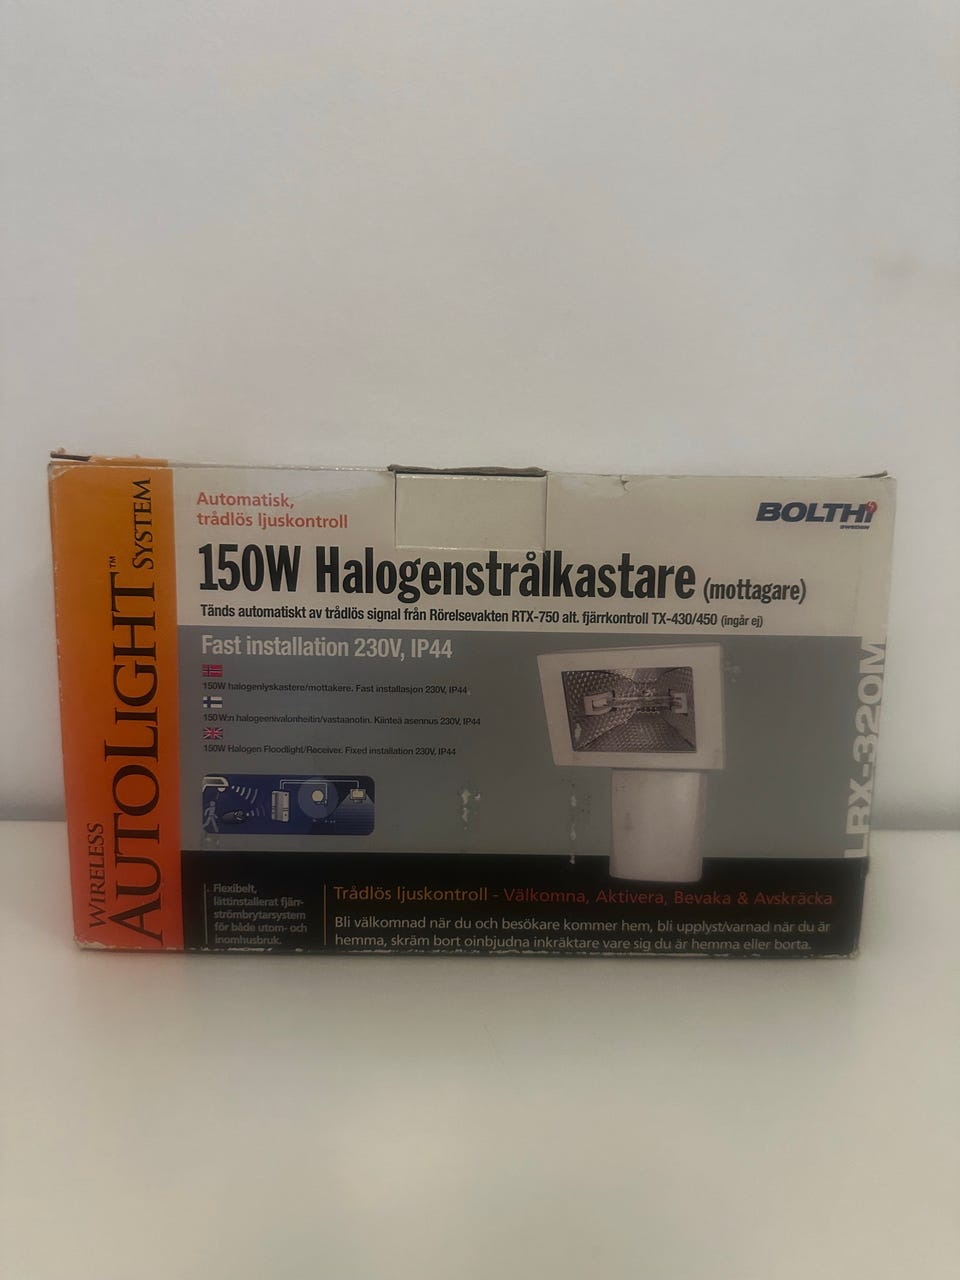 WIRELESS
AUTOLIGHT™ SYSTEM
Automatisk,
trådlös ljuskontroll
BOLTHi
SWEDEN
150W Halogenstrålkastare (mottagare)
Tänds automatiskt av trådlös signal från Rörelsevakten RTX-750 alt. fjärrkontroll TX-430/450 (ingår ej)
Fast installation 230V, IP44
150W halogenlyskastere/mottakere. Fast installasjon 230V, IP44
150W:n halogeenivalonheitin/vastaanotin. Kiinteä asennus 230V, IP44
150W Halogen Floodlight/Receiver. Fixed installation 230V, IP44
LRX-320M
Flexibelt,
lättinstallerat fjärr-
strömbrytarsystem
för både utom- och
inomhusbruk.
Trådlös ljuskontroll - Välkomna, Aktivera, Bevaka & Avskräcka
Bli välkomnad när du och besökare kommer hem, bli upplyst/varnad när du är
hemma, skräm bort oinbjudna inkräktare vare sig du är hemma eller borta.